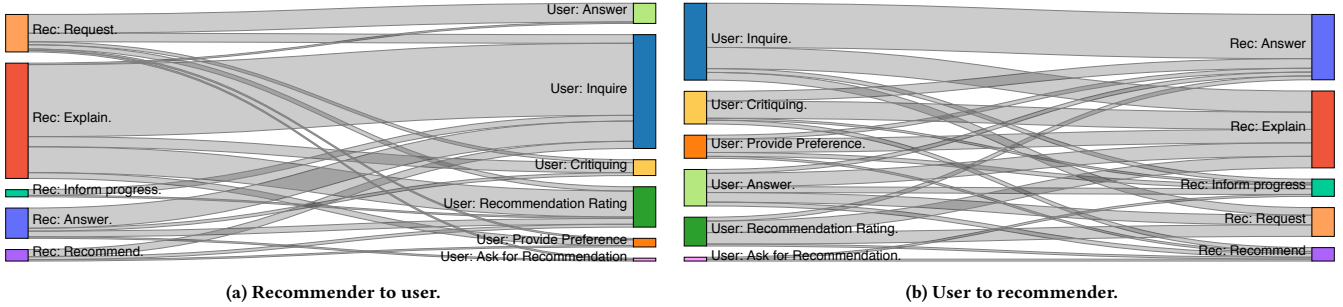 Rec: Request.
Rec: Explain.
Rec: Inform progress.
Rec: Answer.
Rec: Recommend.
User: Answer
User: Inquire
User: Critiquing
User: Recommendation Rating
User: Provide Preference
User: Ask for Recommendation
(a) Recommender to user.
User: Inquire.
User: Critiquing.
User: Provide Preference.
User: Answer.
User: Recommendation Rating.
User: Ask for Recommendation.
Rec: Answer
Rec: Explain
Rec: Inform progress
Rec: Request
Rec: Recommend
(b) User to recommender.